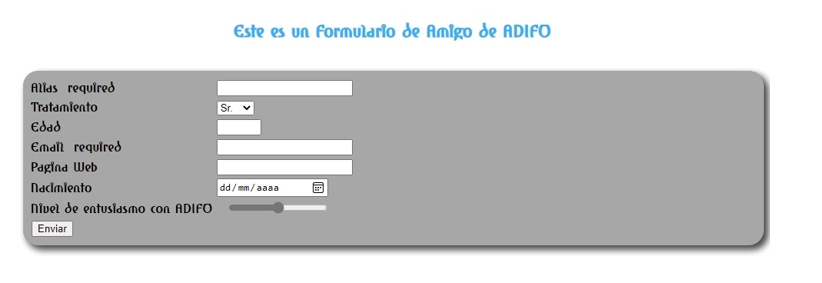 Este es un Formulario de Amigo de ADIFO
Alias required
Tratamiento Sr.
Edad
Email required
Pagina Web
Nacimiento dd/mm/aaaa
Nivel de entusiasmo con ADIFO
Enviar